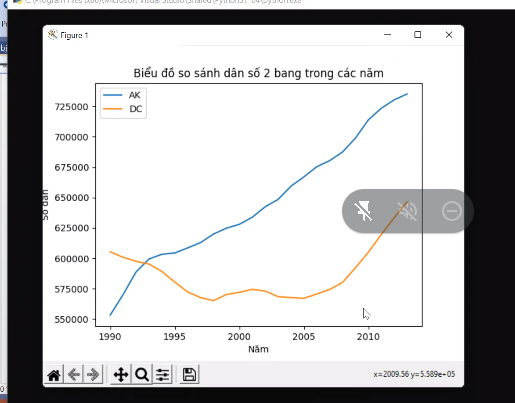 C:\Program Files (x86)\Microsoft Visual Studio\Shared\Python37_64\python.exe
Figure 1
Biểu đồ so sánh dân số 2 bang trong các năm
AK
DC
725000
700000
675000
650000
625000
600000
575000
550000
Số dân
1990
1995
2000
2005
2010
Năm
x=2009.56 y=5.589e+05